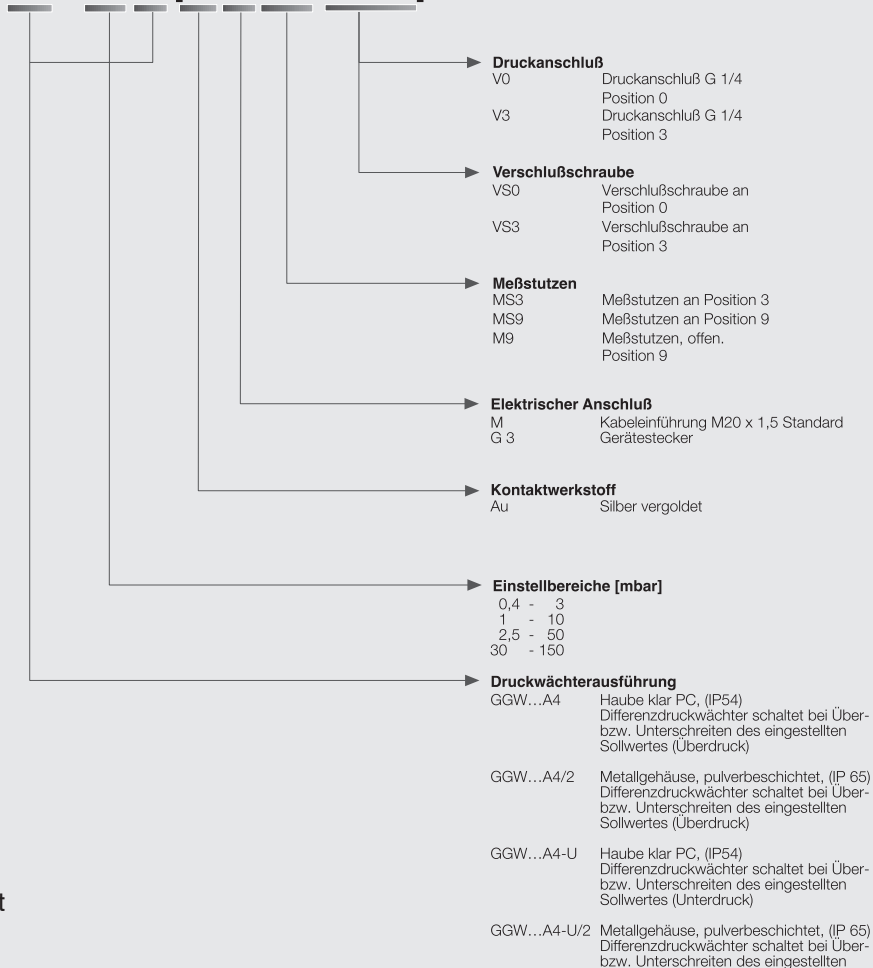 Druckanschluß
V0 Druckanschluß G 1/4
Position 0
V3 Druckanschluß G 1/4
Position 3
Verschlußschraube
VS0 Verschlußschraube an
Position 0
VS3 Verschlußschraube an
Position 3
Meßstutzen
MS3 Meßstutzen an Position 3
MS9 Meßstutzen an Position 9
M9 Meßstutzen, offen.
Position 9
Elektrischer Anschluß
M Kabeleinführung M20 x 1,5 Standard
G 3 Gerätestecker
Kontaktwerkstoff
Au Silber vergoldet
Einstellbereiche [mbar]
0,4 - 3
1 - 10
2,5 - 50
30 - 150
Druckwächterausführung
GGW...A4 Haube klar PC, (IP54)
Differenzdruckwächter schaltet bei Über-
bzw. Unterschreiten des eingestellten
Sollwertes (Überdruck)
GGW...A4/2 Metallgehäuse, pulverbeschichtet, (IP 65)
Differenzdruckwächter schaltet bei Über-
bzw. Unterschreiten des eingestellten
Sollwertes (Überdruck)
GGW...A4-U Haube klar PC, (IP54)
Differenzdruckwächter schaltet bei Über-
bzw. Unterschreiten des eingestellten
Sollwertes (Unterdruck)
t
GGW...A4-U/2 Metallgehäuse, pulverbeschichtet, (IP 65)
Differenzdruckwächter schaltet bei Über-
bzw. Unterschreiten des eingestellten